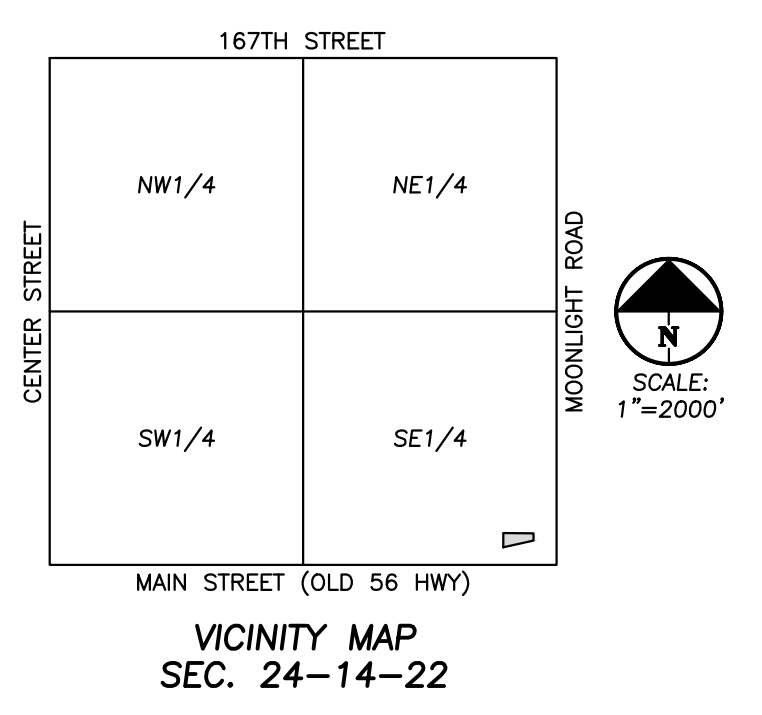 167TH STREET
NW1/4
NE1/4
CENTER STREET
MOONLIGHT ROAD
N
SCALE:
1"=2000'
SW1/4
SE1/4
MAIN STREET (OLD 56 HWY)
VICINITY MAP
SEC. 24-14-22